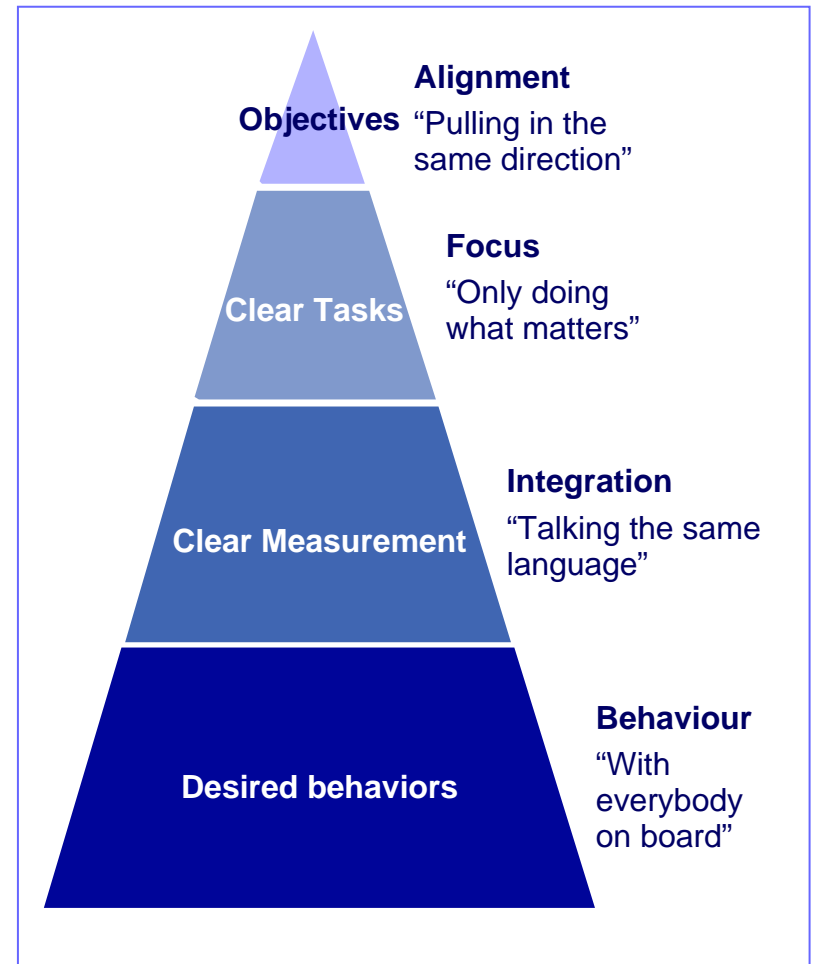 Alignment
Objectives
“Pulling in the
same direction”
Focus
“Only doing
what matters”
Clear Tasks
Integration
“Talking the same
language”
Clear Measurement
Behaviour
“With
everybody
on board”
Desired behaviors